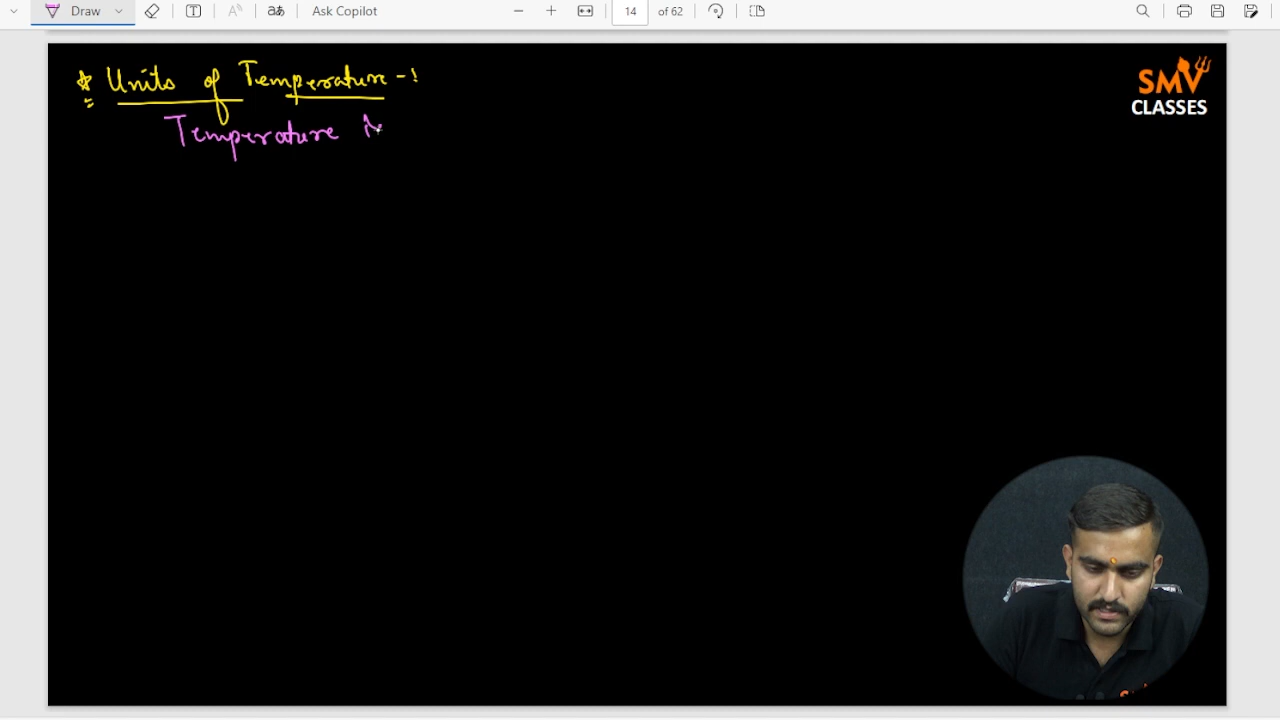 Draw
Ask Copilot
14 of 62
* Units of Temperature -:
Temperature
SMV
CLASSES